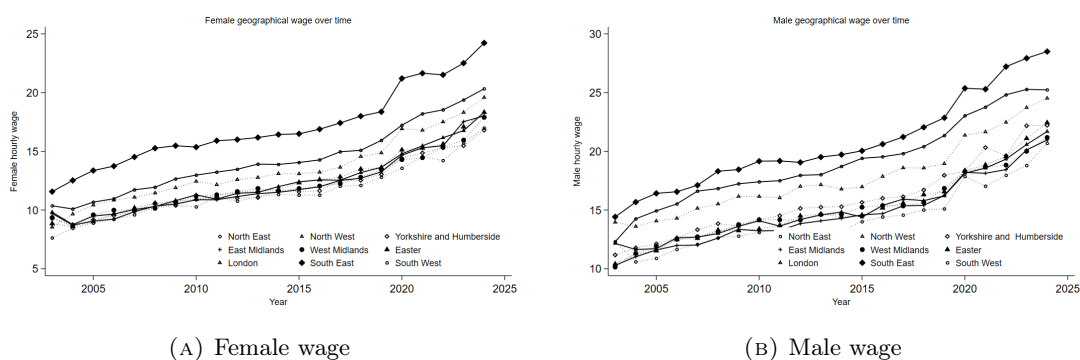 Female geographical wage over time
Female hourly wage
25
20
15
10
5
North East
North West
Yorkshire and Humberside
East Midlands
West Midlands
Easter
London
South East
South West
2005
2010
2015
2020
2025
Year
(A) Female wage
Male geographical wage over time
Male hourly wage
30
25
20
15
10
North East
North West
Yorkshire and Humberside
East Midlands
West Midlands
Easter
London
South East
South West
2005
2010
2015
2020
2025
Year
(B) Male wage